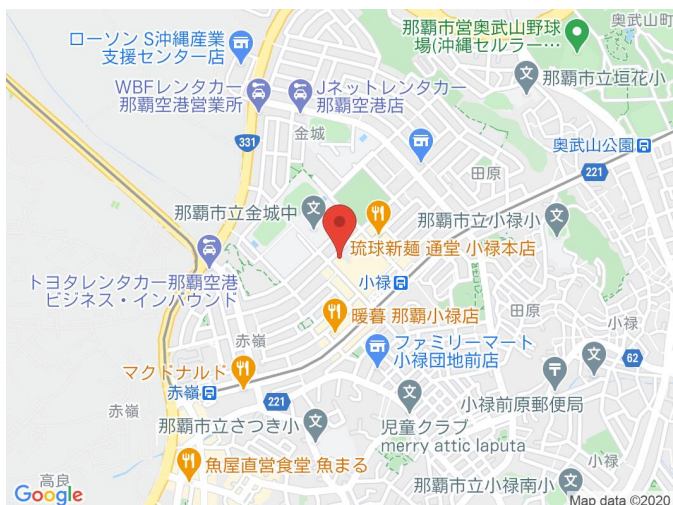 奥武山町
那覇市営奥武山野球
場(沖縄セルラー…
ローソン S沖縄産業
支援センター店
WBFレンタカー
那覇空港営業所
Jネットレンタカー
那覇空港店
那覇市立垣花小
331
金城
奥武山公園
田原
221
那覇市立金城中
那覇市立小禄小
琉球新麺 通堂 小禄本店
トヨタレンタカー那覇空港
ビジネス・インバウンド
小禄
暖暮 那覇小禄店
田原
小禄
赤嶺
ファミリーマート
小禄団地前店
62
マクドナルド
赤嶺
赤嶺
221
小禄前原郵便局
那覇市立さつき小
児童クラブ
merry attic laputa
魚屋直営食堂 魚まる
高良
那覇市立小禄南小
Google
Map data ©2020